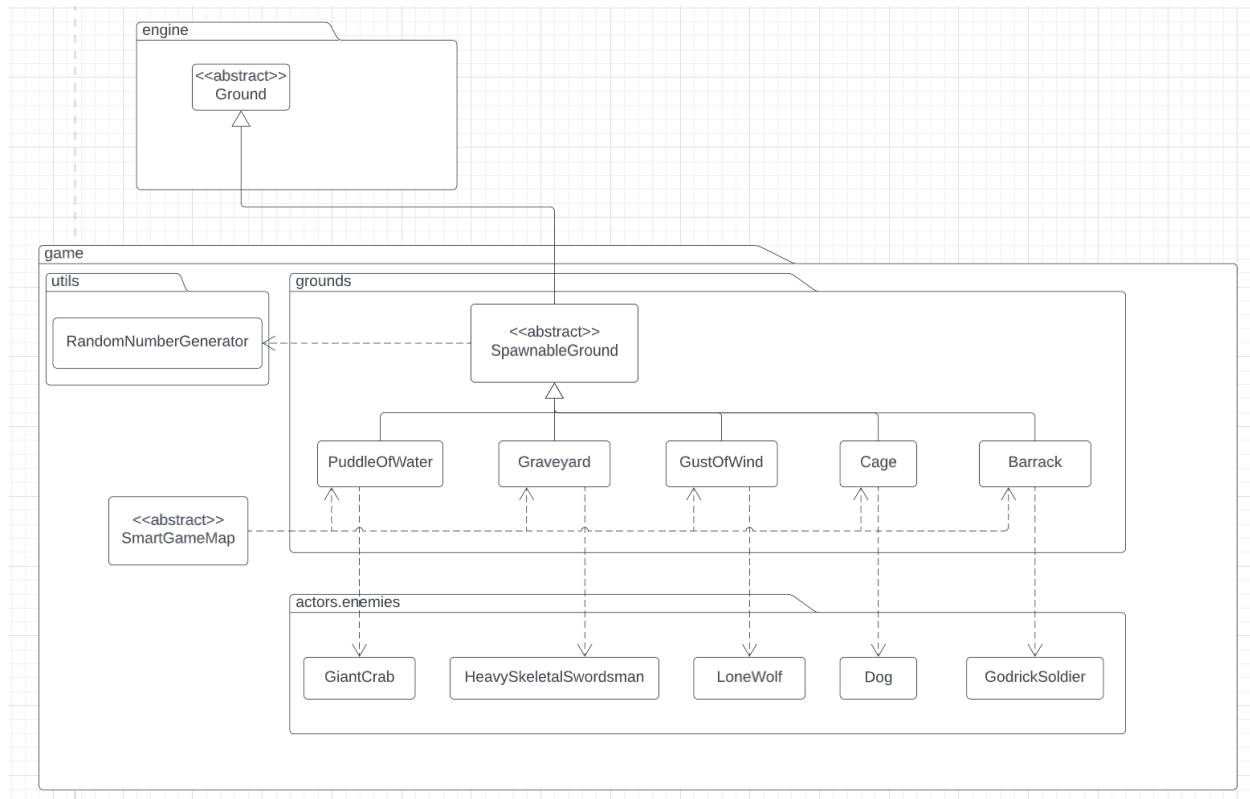 engine
<<abstract>>
Ground
game
utils
grounds
RandomNumberGenerator
<<abstract>>
SpawnableGround
PuddleOfWater
Graveyard
GustOfWind
Cage
Barrack
<<abstract>>
SmartGameMap
actors.enemies
GiantCrab
HeavySkeletalSwordsman
LoneWolf
Dog
GodrickSoldier